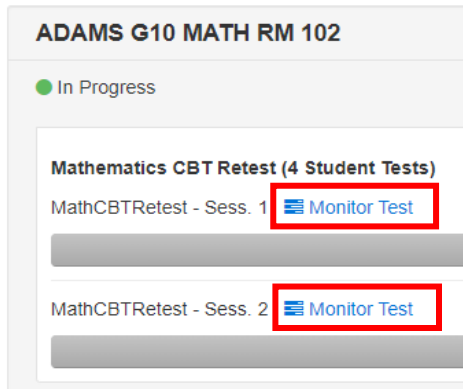 ADAMS G10 MATH RM 102
In Progress
Mathematics CBT Retest (4 Student Tests)
MathCBTRetest - Sess. 1 Monitor Test
MathCBTRetest - Sess. 2 Monitor Test